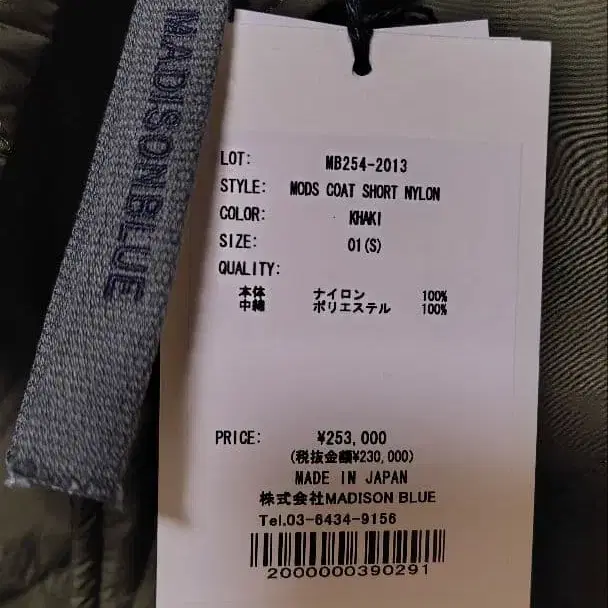 MADISONBLUE
LOT: MB254-2013
STYLE: MODS COAT SHORT NYLON
COLOR: KHAKI
SIZE: 01(S)
QUALITY:
本体 ナイロン 100%
中綿 ポリエステル 100%
PRICE: ¥253,000
(税抜金額¥230,000)
MADE IN JAPAN
株式会社MADISON BLUE
Tel.03-6434-9156
2000000390291